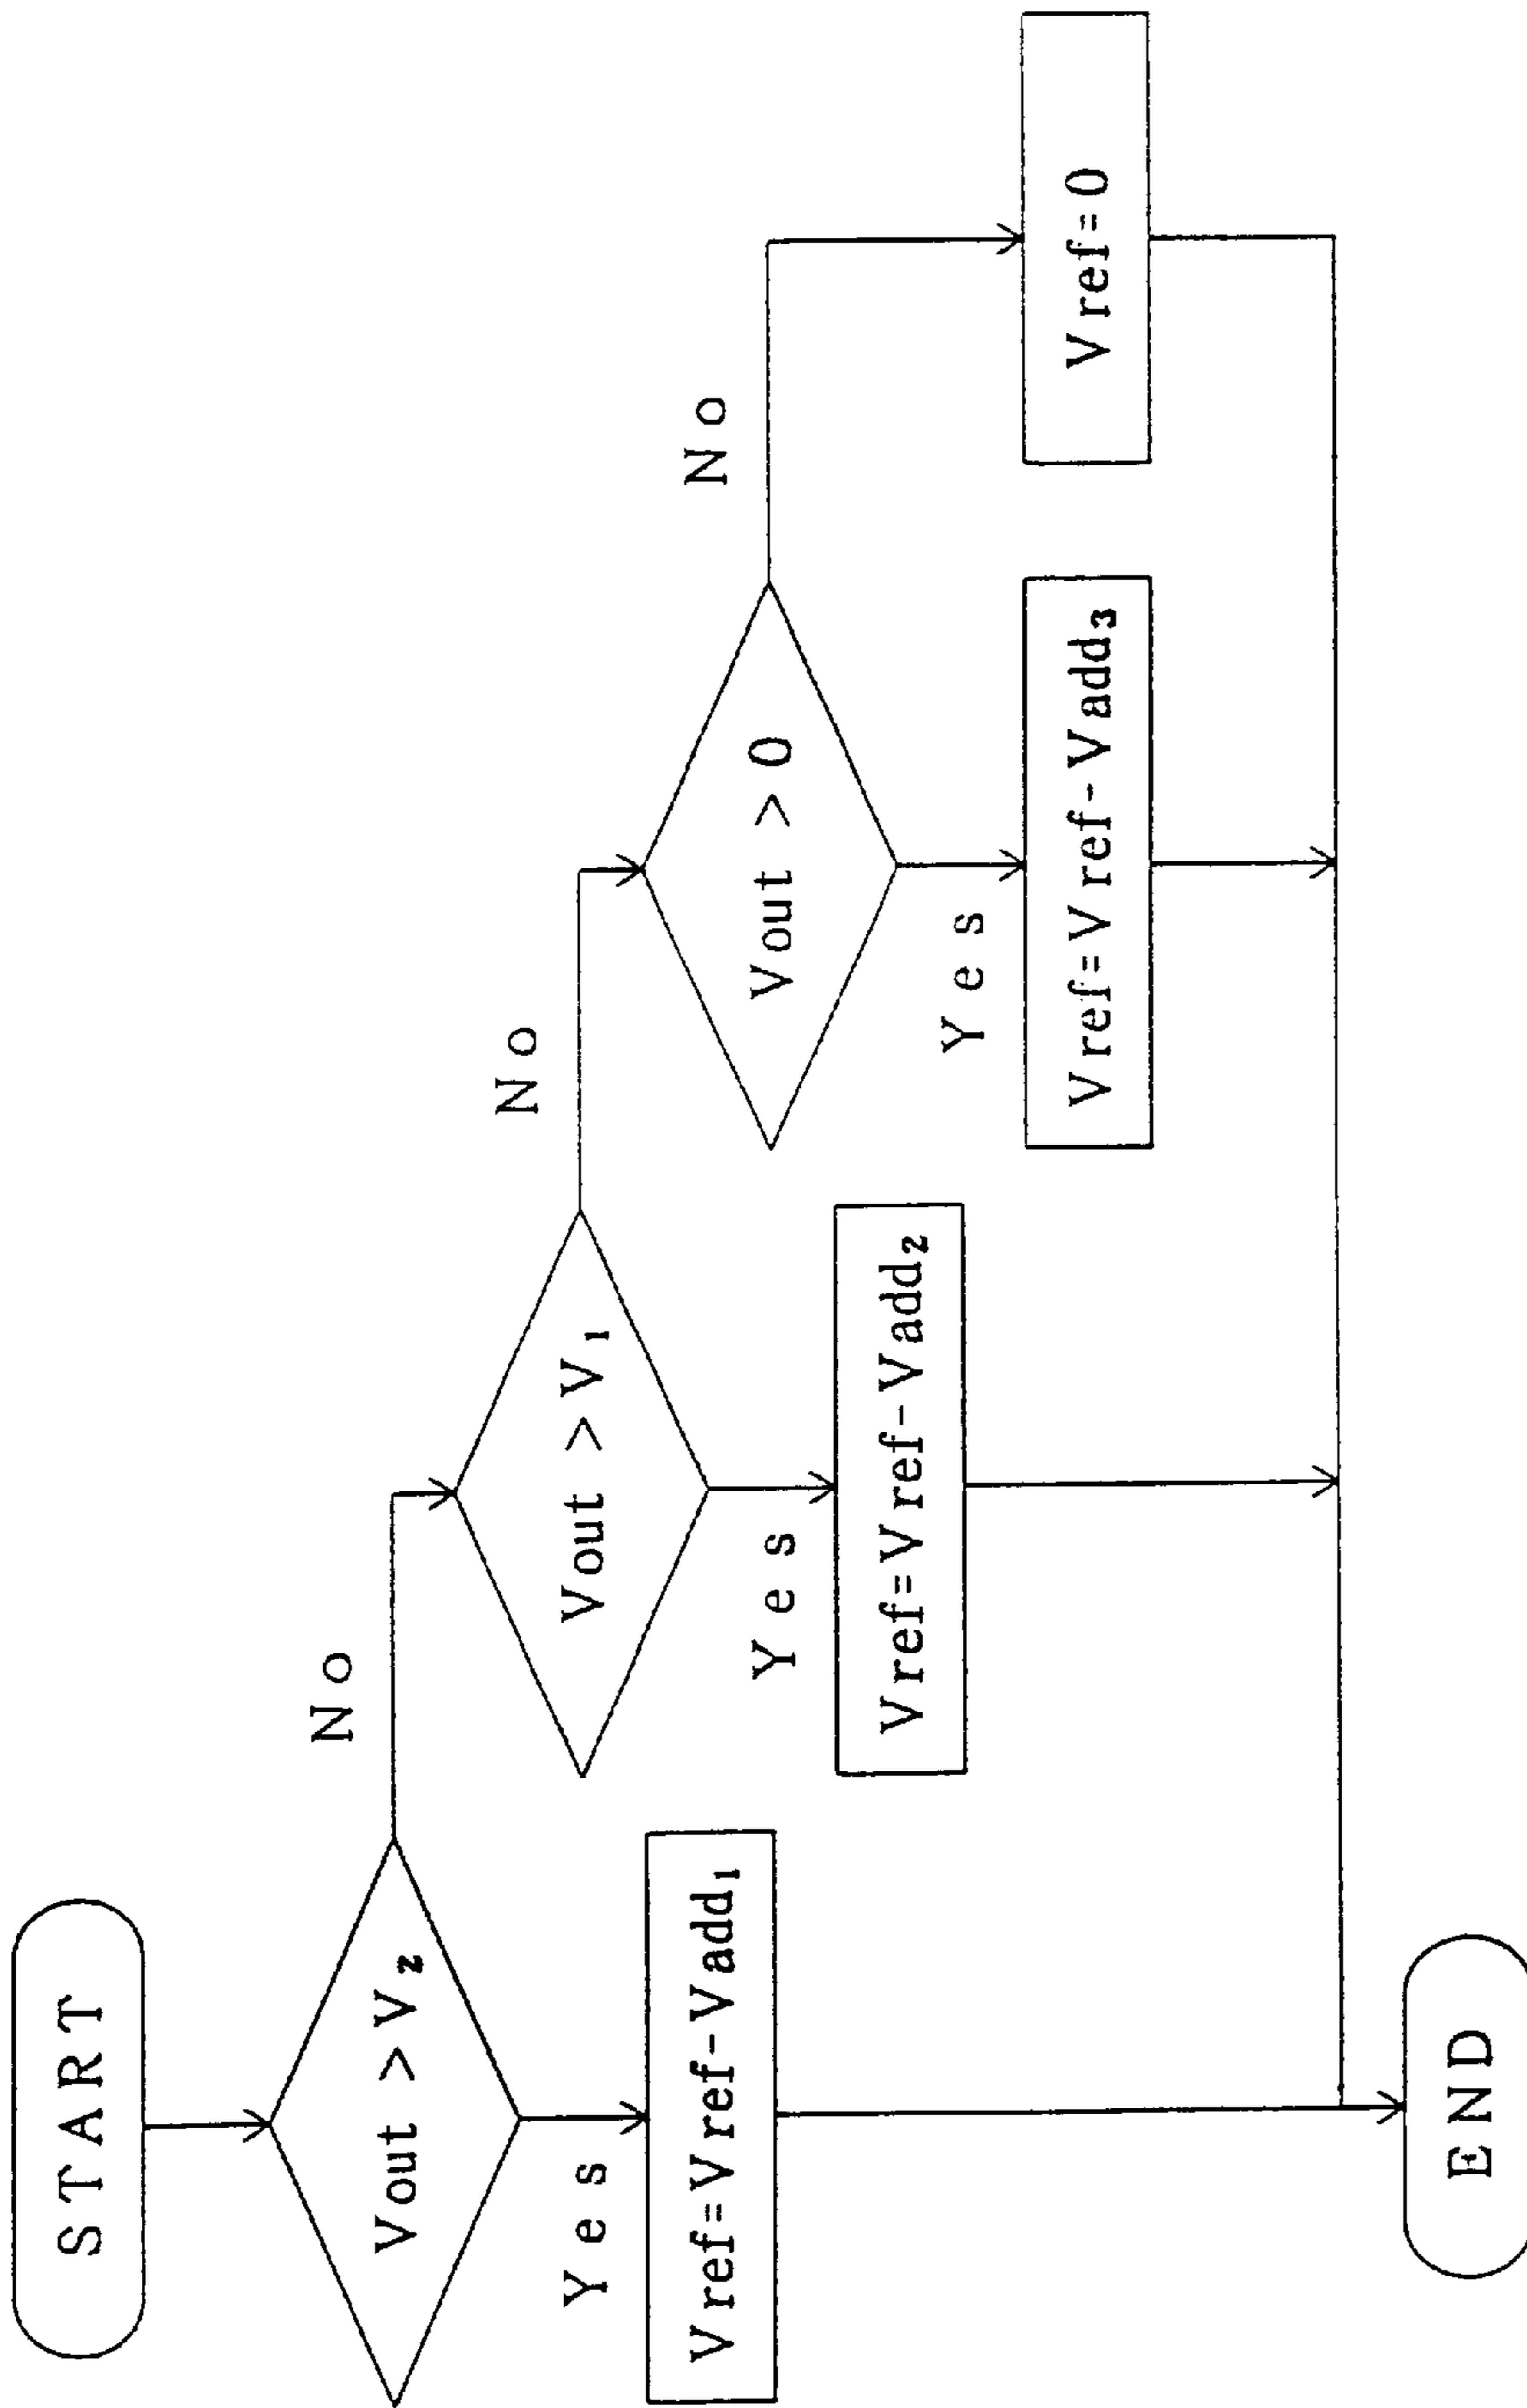 START
Vout > V₂
No
Yes
Vref=Vref-Vadd₁
Vout > V₁
No
Yes
Vref=Vref-Vadd₂
Vout > 0
No
Yes
Vref=Vref-Vadd₃
Vref=0
END